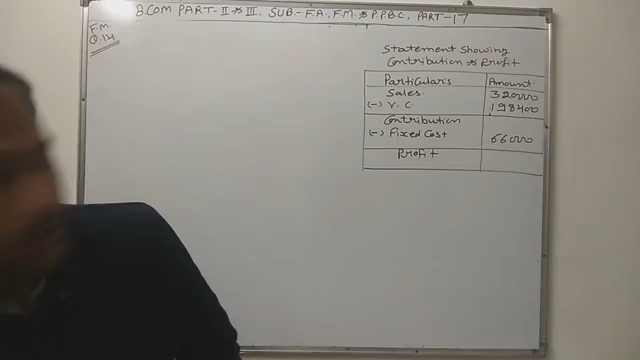 B.COM PART-II & III. SUB.-F.A, F.M. & P.PBC, PART-17
F.M.
Q.14
Statement Showing
Contribution & Profit
Particulars Amount.
Sales. 320000
(-) V.C. 198400
Contribution
(-) Fixed Cost 66000
Profit